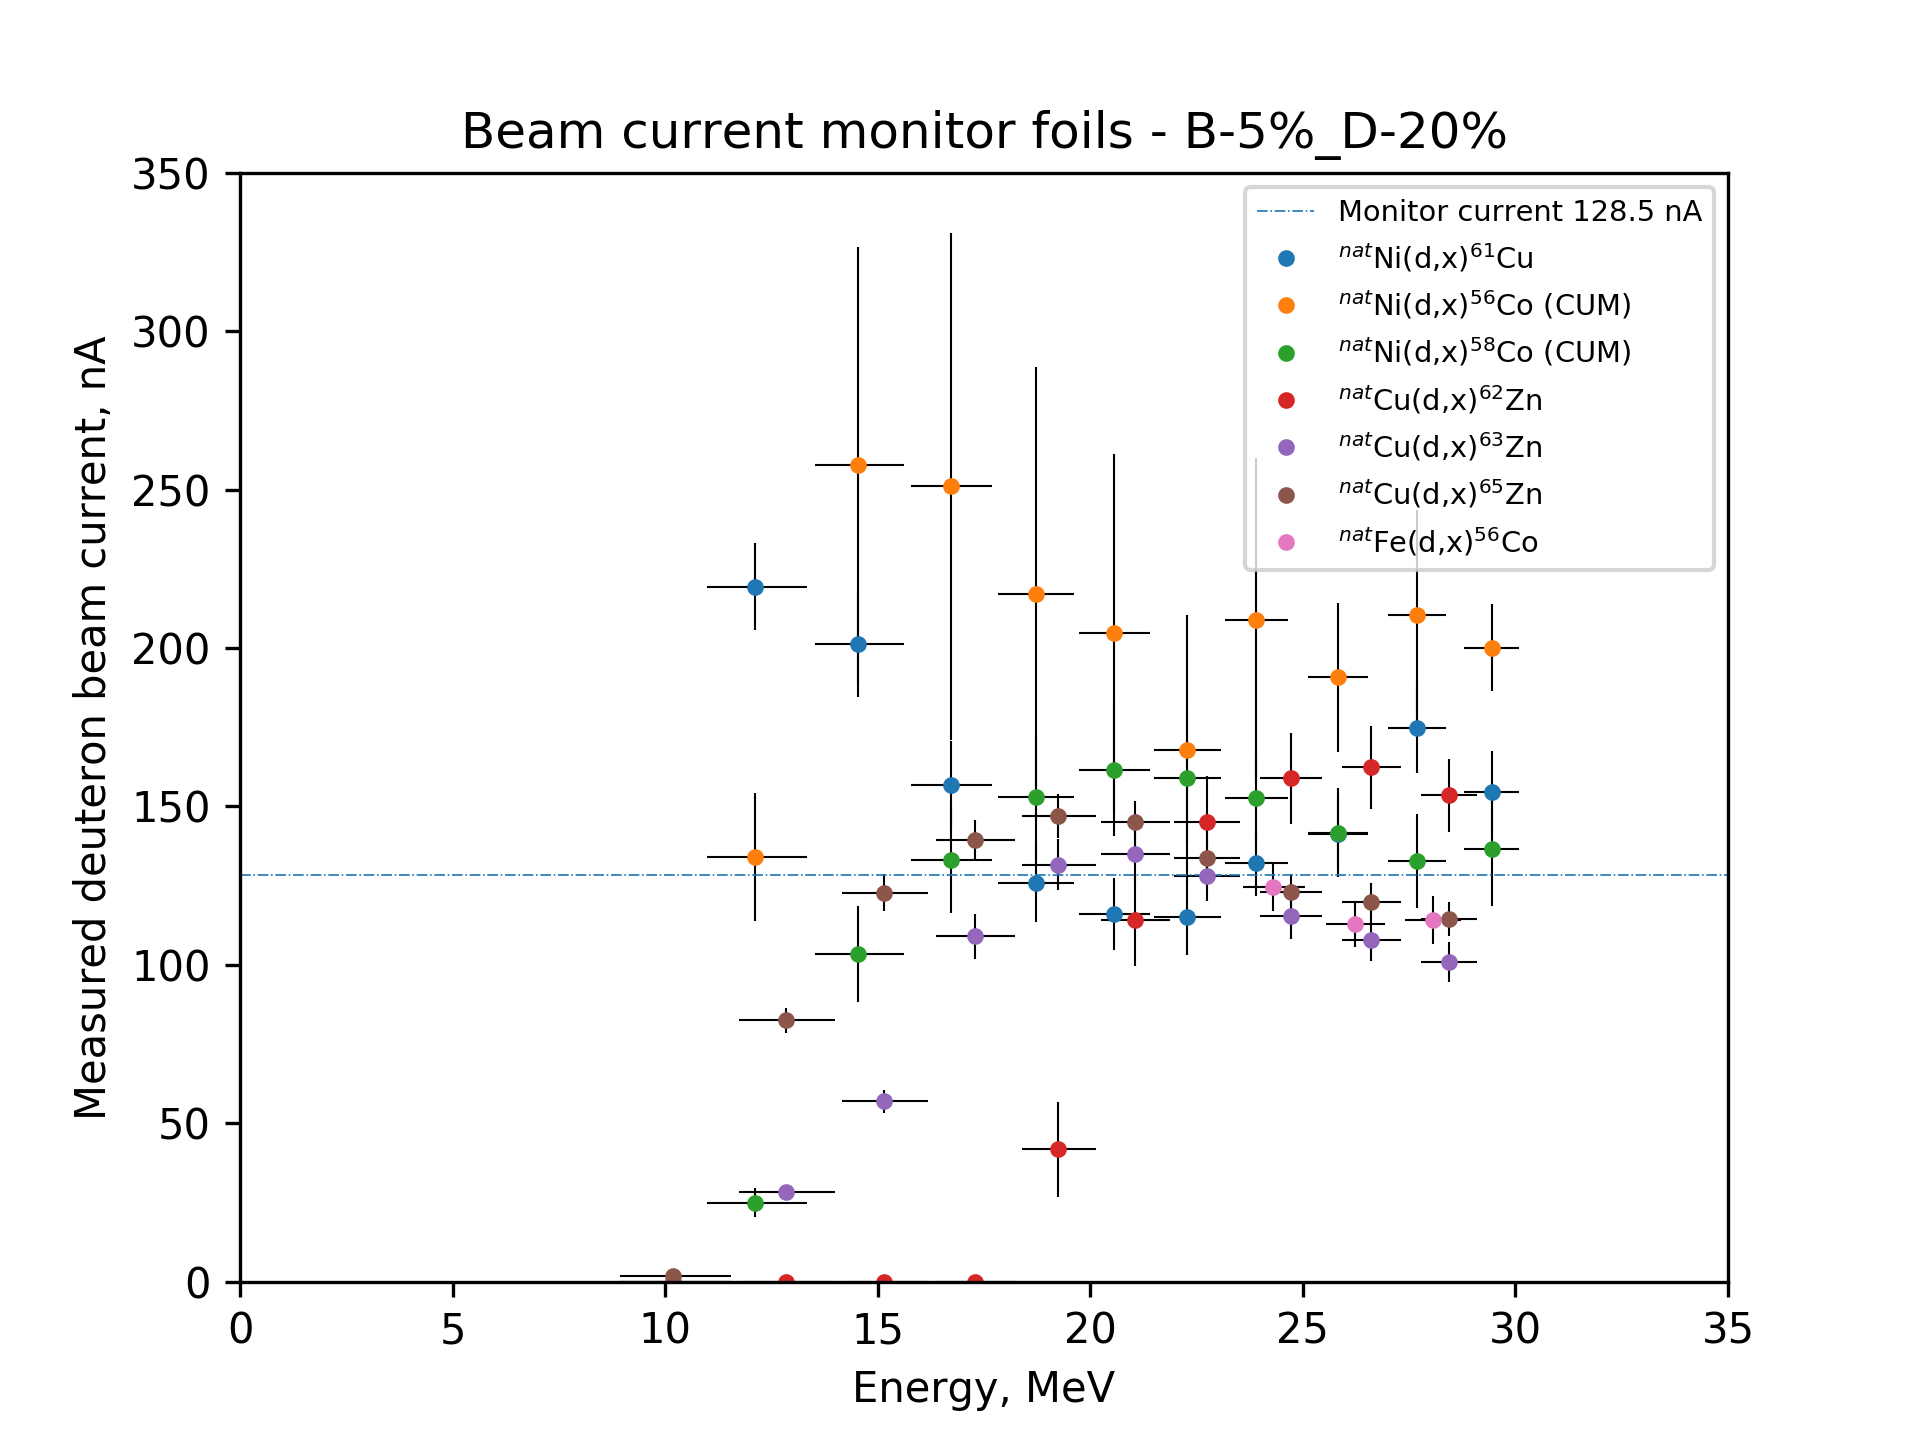 Beam current monitor foils - B-5%_D-20%
350
300
250
200
150
100
50
0
Measured deuteron beam current, nA
Monitor current 128.5 nA
natNi(d,x)61Cu
natNi(d,x)56Co (CUM)
natNi(d,x)58Co (CUM)
natCu(d,x)62Zn
natCu(d,x)63Zn
natCu(d,x)65Zn
natFe(d,x)56Co
0 5 10 15 20 25 30 35
Energy, MeV